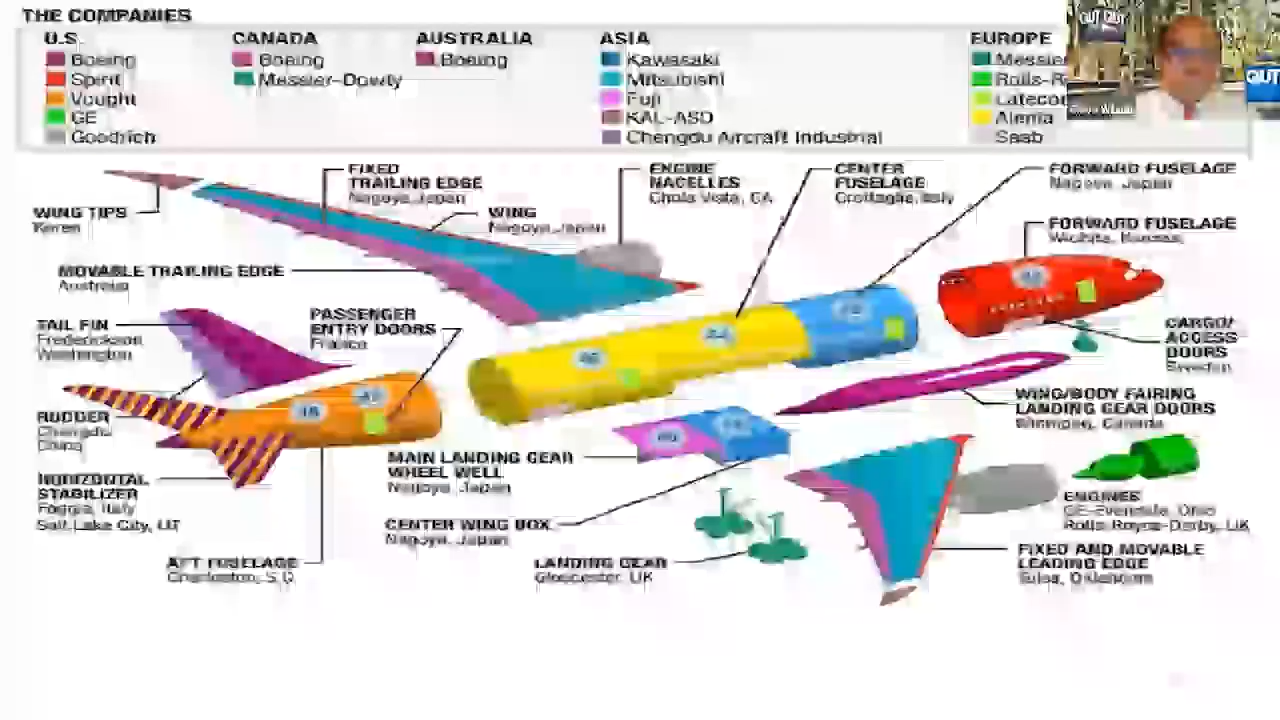 THE COMPANIES
U.S.
Boeing
Spirit
Vought
GE
Goodrich
CANADA
Boeing
Messier-Dowty
AUSTRALIA
Boeing
ASIA
Kawasaki
Mitsubishi
Fuji
KAL-ASD
Chengdu Aircraft Industrial
EUROPE
Messier
Rolls-R
Latecoe
Alenia
Saab
QUT
WING TIPS
Korea
FIXED
TRAILING EDGE
Nagoya, Japan
WING
Nagoya, Japan
ENGINE
NACELLES
Chula Vista, CA
CENTER
FUSELAGE
Grottaglie, Italy
FORWARD FUSELAGE
Nagoya, Japan
FORWARD FUSELAGE
Wichita, Kansas
MOVABLE TRAILING EDGE
Australia
TAIL FIN
Frederickson
Washington
PASSENGER
ENTRY DOORS
France
CARGO/
ACCESS
DOORS
Sweden
RUDDER
Chengdu
China
WING/BODY FAIRING
LANDING GEAR DOORS
Winnipeg, Canada
HORIZONTAL
STABILIZER
Foggia, Italy
Salt Lake City, UT
MAIN LANDING GEAR
WHEEL WELL
Nagoya, Japan
CENTER WING BOX
Nagoya, Japan
AFT FUSELAGE
Charleston, S.C.
LANDING GEAR
Gloucester, UK
ENGINES
GE-Evendale, Ohio
Rolls-Royce-Derby, UK
FIXED AND MOVABLE
LEADING EDGE
Tulsa, Oklahoma